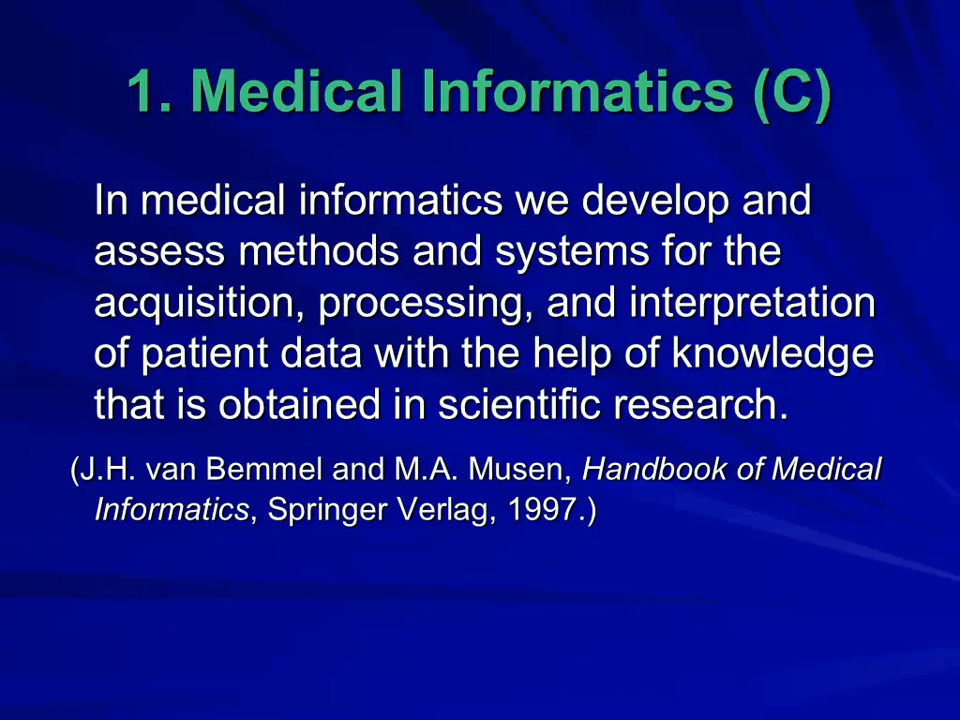 1. Medical Informatics (C)
In medical informatics we develop and
assess methods and systems for the
acquisition, processing, and interpretation
of patient data with the help of knowledge
that is obtained in scientific research.
(J.H. van Bemmel and M.A. Musen, Handbook of Medical
Informatics, Springer Verlag, 1997.)